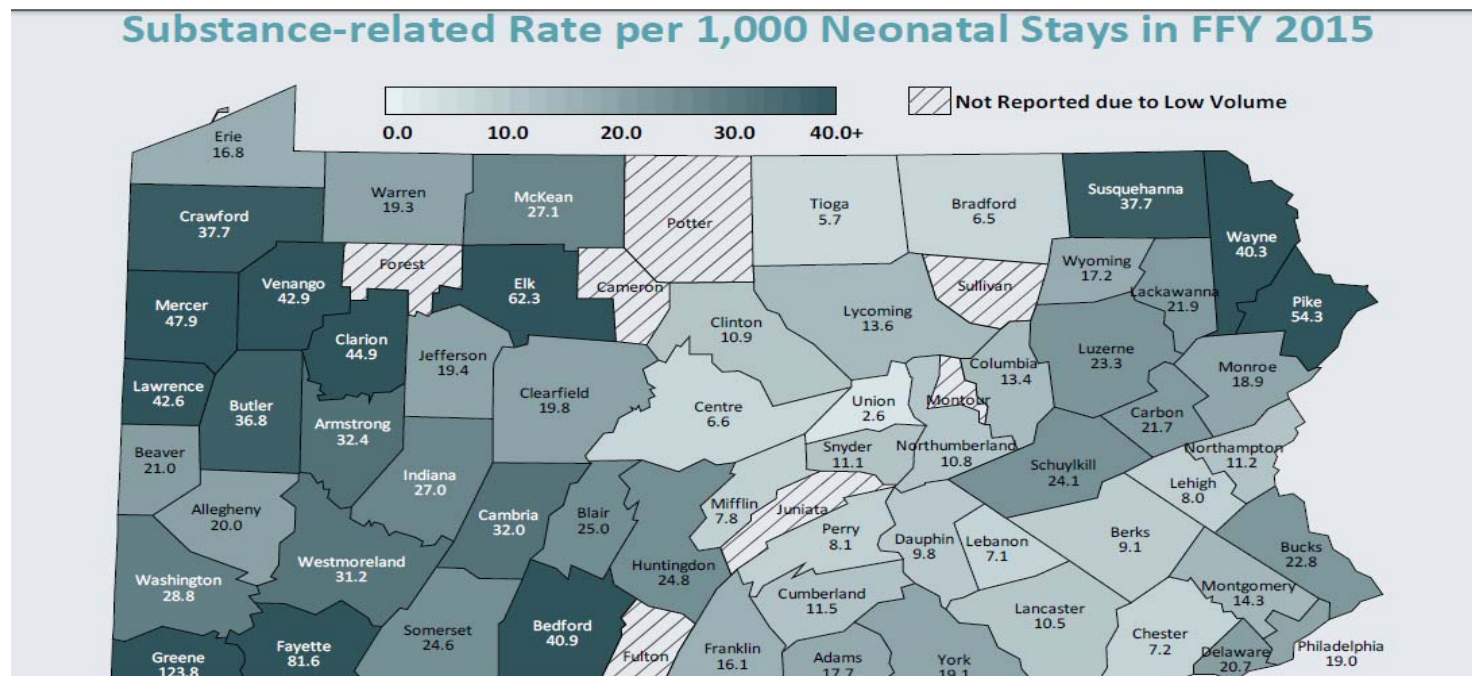 Substance-related Rate per 1,000 Neonatal Stays in FFY 2015
0.0 10.0 20.0 30.0 40.0+
Not Reported due to Low Volume
Erie
16.8
Warren
19.3
McKean
27.1
Potter
Tioga
5.7
Bradford
6.5
Susquehanna
37.7
Wayne
40.3
Crawford
37.7
Venango
42.9
Forest
Elk
62.3
Cameron
Sullivan
Wyoming
17.2
Lackawanna
21.9
Pike
54.3
Mercer
47.9
Clarion
44.9
Jefferson
19.4
Clinton
10.9
Lycoming
13.6
Columbia
13.4
Luzerne
23.3
Monroe
18.9
Lawrence
42.6
Butler
36.8
Armstrong
32.4
Clearfield
19.8
Centre
6.6
Union
2.6
Montour
Carbon
21.7
Beaver
21.0
Indiana
27.0
Snyder
11.1
Northumberland
10.8
Schuylkill
24.1
Northampton
11.2
Lehigh
8.0
Allegheny
20.0
Cambria
32.0
Blair
25.0
Mifflin
7.8
Juniata
Perry
8.1
Dauphin
9.8
Lebanon
7.1
Berks
9.1
Bucks
22.8
Washington
28.8
Westmoreland
31.2
Huntingdon
24.8
Cumberland
11.5
Lancaster
10.5
Montgomery
14.3
Greene
123.8
Fayette
81.6
Somerset
24.6
Bedford
40.9
Fulton
Franklin
16.1
Adams
17.7
York
19.1
Chester
7.2
Delaware
20.7
Philadelphia
19.0